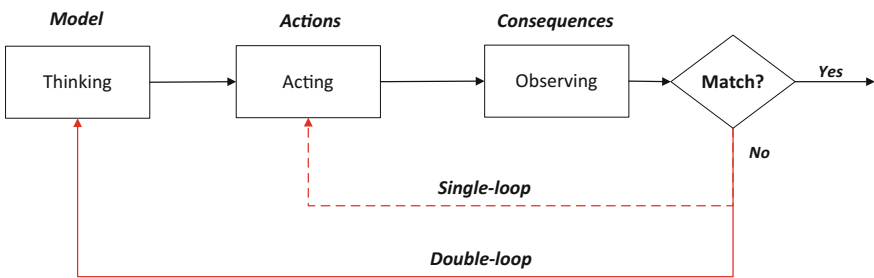 Model
Actions
Consequences
Thinking
Acting
Observing
Match?
Yes
No
Single-loop
Double-loop